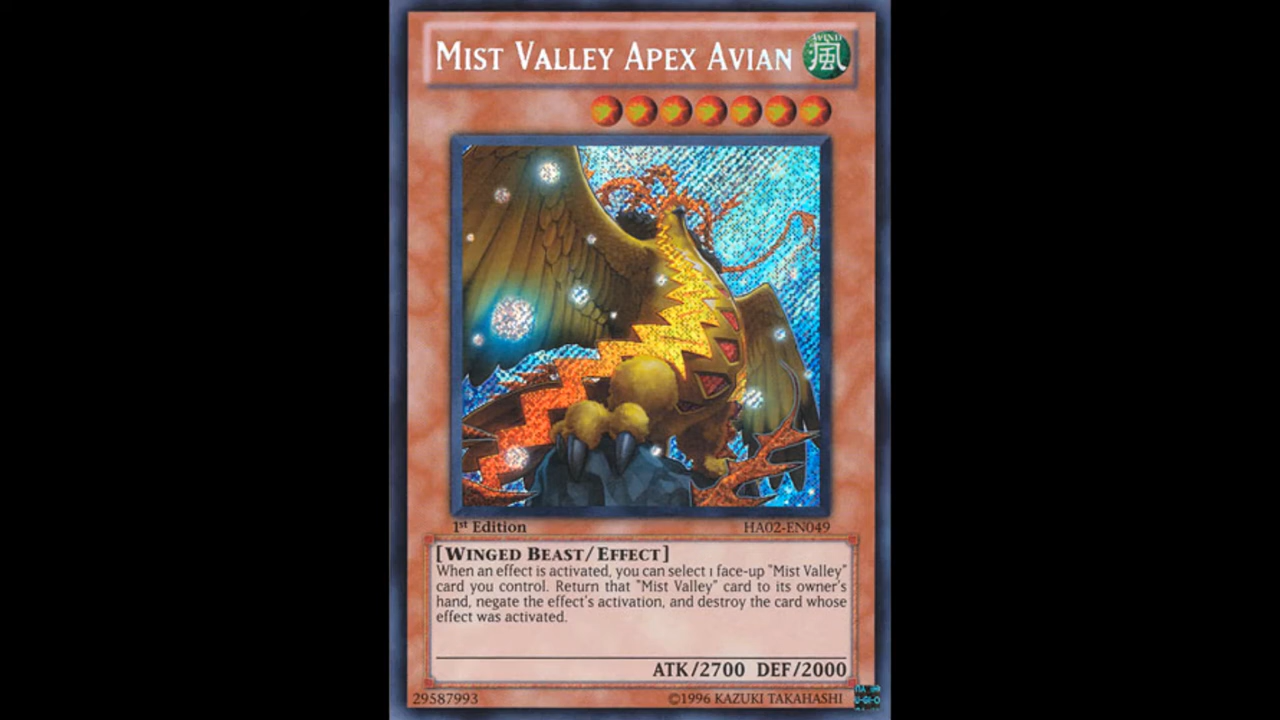 MIST VALLEY APEX AVIAN
WIND
風
1st Edition
HA02-EN049
[WINGED BEAST/EFFECT]
When an effect is activated, you can select 1 face-up "Mist Valley"
card you control. Return that "Mist Valley" card to its owner's
hand, negate the effect's activation, and destroy the card whose
effect was activated.
ATK/2700 DEF/2000
29587993
©1996 KAZUKI TAKAHASHI